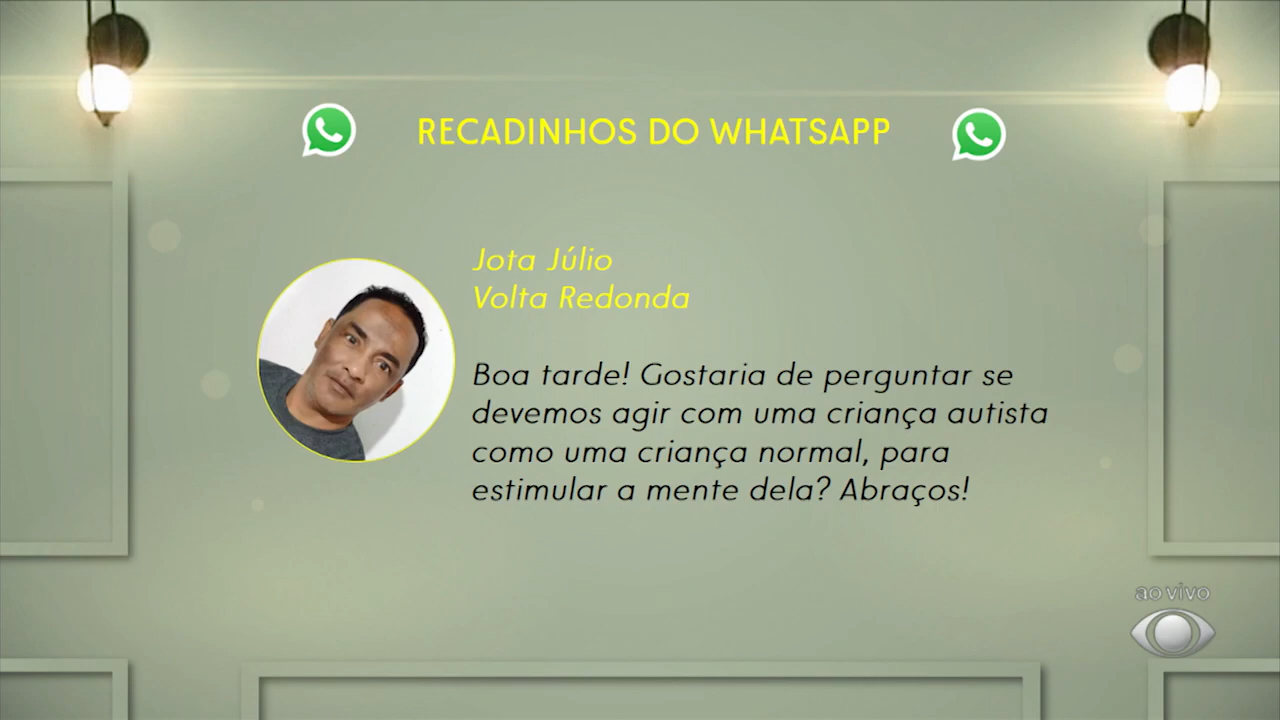 RECADINHOS DO WHATSAPP
Jota Júlio
Volta Redonda
Boa tarde! Gostaria de perguntar se
devemos agir com uma criança autista
como uma criança normal, para
estimular a mente dela? Abraços!
ao vivo